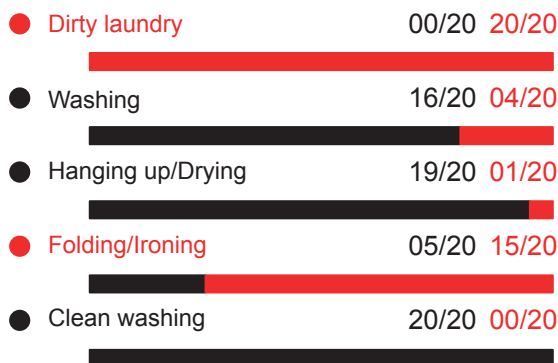 Dirty laundry 00/20 20/20
Washing 16/20 04/20
Hanging up/Drying 19/20 01/20
Folding/Ironing 05/20 15/20
Clean washing 20/20 00/20